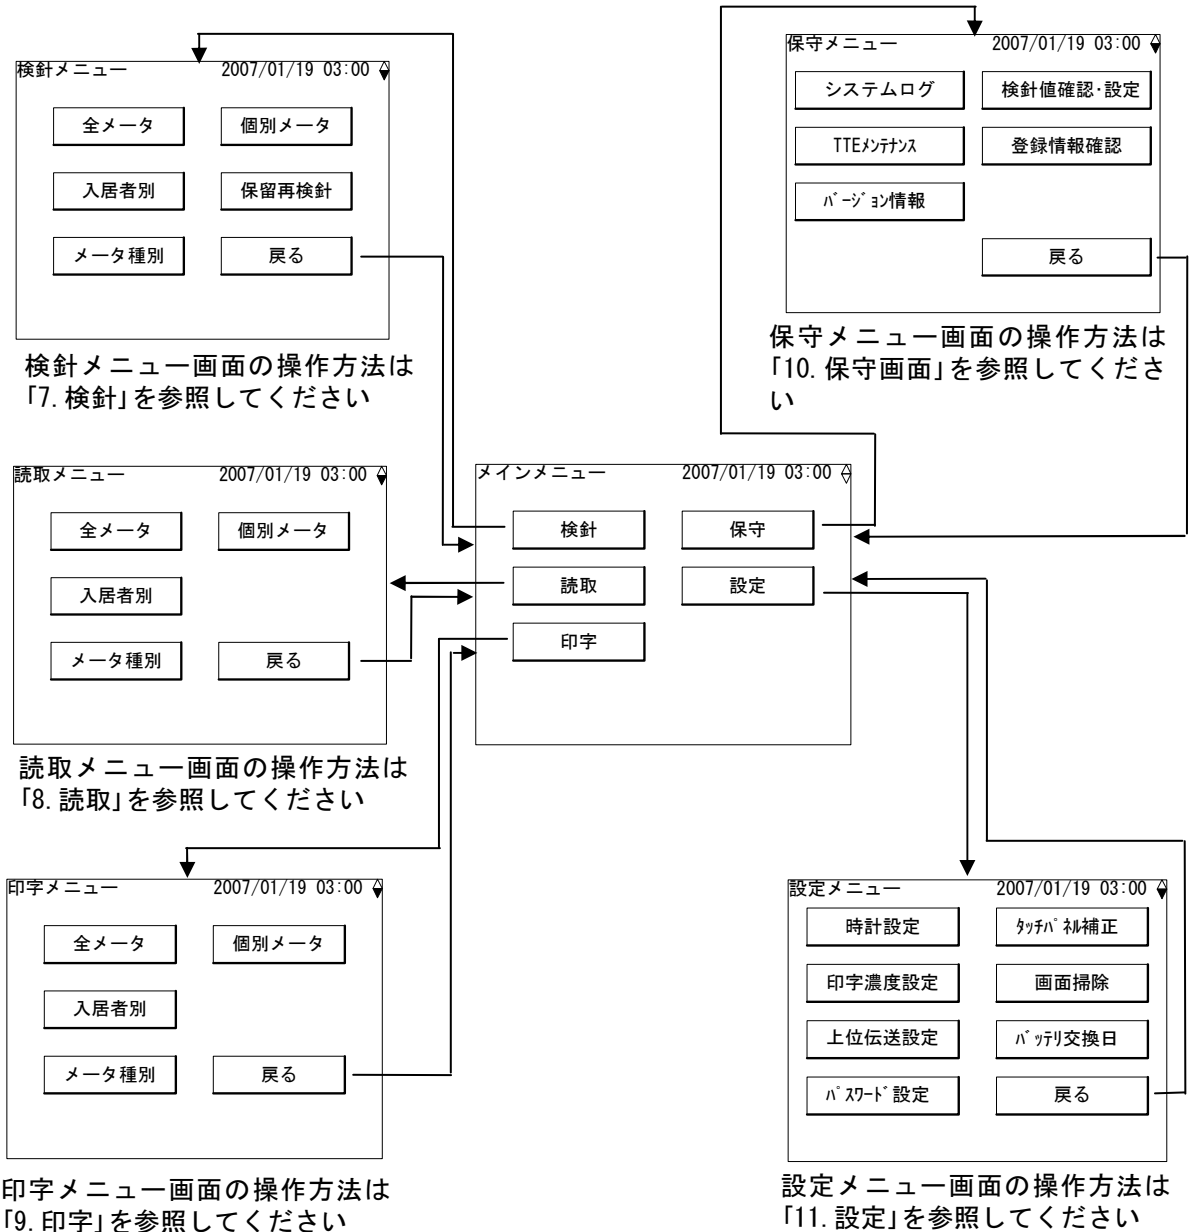 検針メニュー 2007/01/19 03:00
全メータ 個別メータ
入居者別 保留再検針
メータ種別 戻る
検針メニュー画面の操作方法は
「7.検針」を参照してください
保守メニュー 2007/01/19 03:00
システムログ 検針値確認・設定
TTEメンテナンス 登録情報確認
バージョン情報
戻る
保守メニュー画面の操作方法は
「10.保守画面」を参照してくださ
い
読取メニュー 2007/01/19 03:00
全メータ 個別メータ
入居者別
メータ種別 戻る
読取メニュー画面の操作方法は
「8.読取」を参照してください
メインメニュー 2007/01/19 03:00
検針 保守
読取 設定
印字
印字メニュー 2007/01/19 03:00
全メータ 個別メータ
入居者別
メータ種別 戻る
印字メニュー画面の操作方法は
「9.印字」を参照してください
設定メニュー 2007/01/19 03:00
時計設定 タッチパネル補正
印字濃度設定 画面掃除
上位伝送設定 バッテリ交換日
パスワード設定 戻る
設定メニュー画面の操作方法は
「11.設定」を参照してください